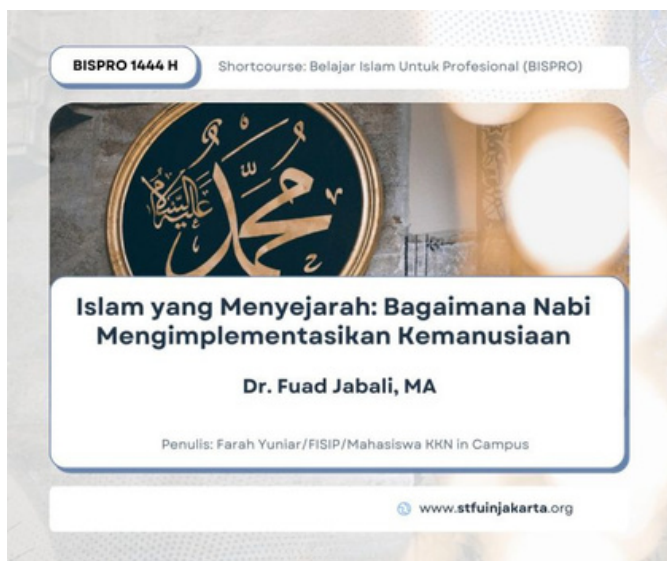 BISPRO 1444 H
Shortcourse: Belajar Islam Untuk Profesional (BISPRO)
محمد
عليه السلام
Islam yang Menyejarah: Bagaimana Nabi
Mengimplementasikan Kemanusiaan
Dr. Fuad Jabali, MA
Penulis: Farah Yuniar/FISIP/Mahasiswa KKN in Campus
www.stfuinjakarta.org